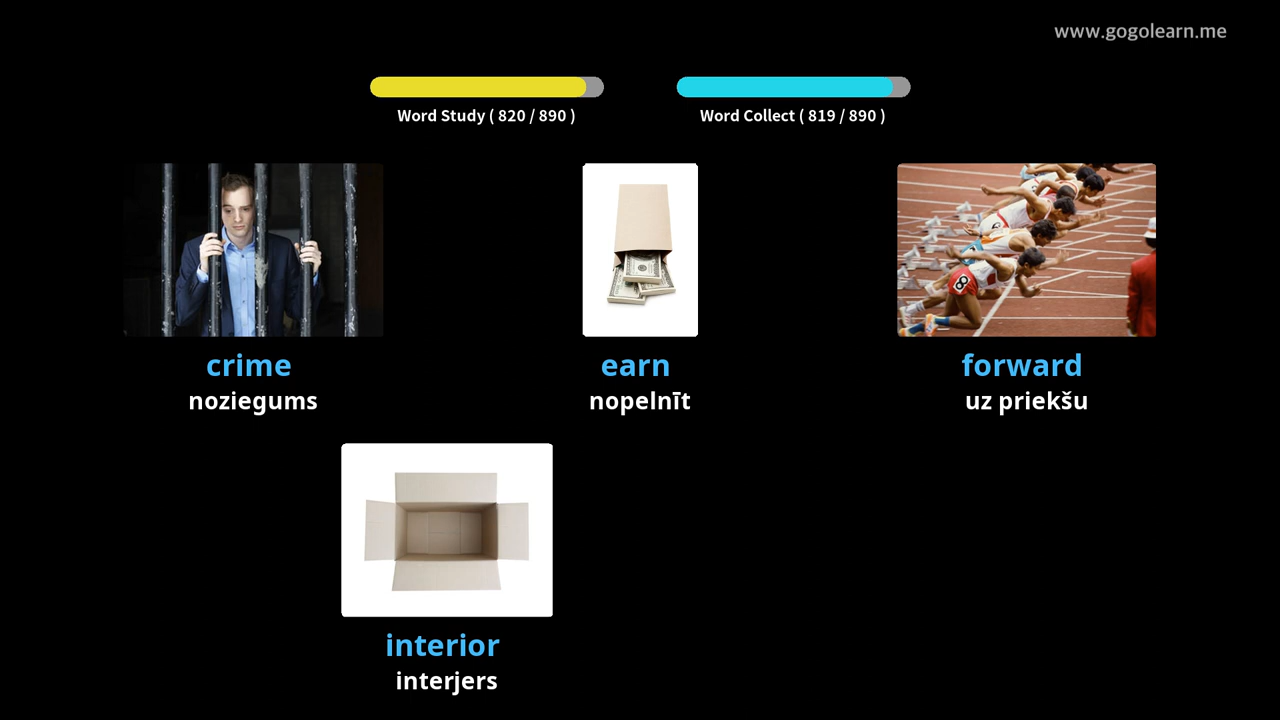 www.gogolearn.me
Word Study ( 820 / 890 )
Word Collect ( 819 / 890 )
crime
noziegums
earn
nopelnīt
forward
uz priekšu
interior
interjers